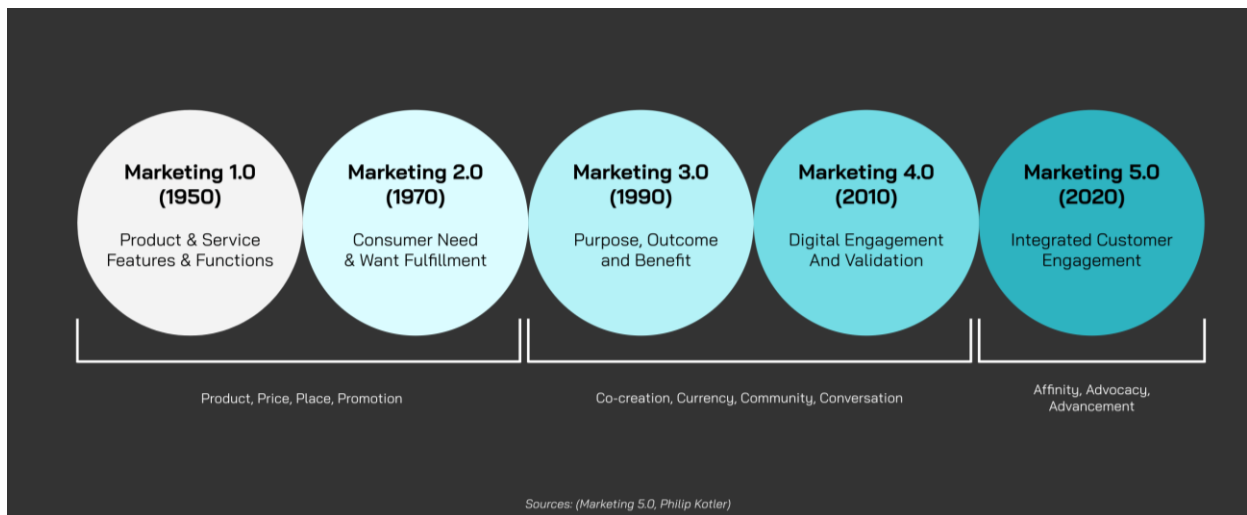 Marketing 1.0
(1950)
Product & Service
Features & Functions
Marketing 2.0
(1970)
Consumer Need
& Want Fulfillment
Marketing 3.0
(1990)
Purpose, Outcome
and Benefit
Marketing 4.0
(2010)
Digital Engagement
And Validation
Marketing 5.0
(2020)
Integrated Customer
Engagement
Product, Price, Place, Promotion
Co-creation, Currency, Community, Conversation
Affinity, Advocacy,
Advancement
Sources: (Marketing 5.0, Philip Kotler)